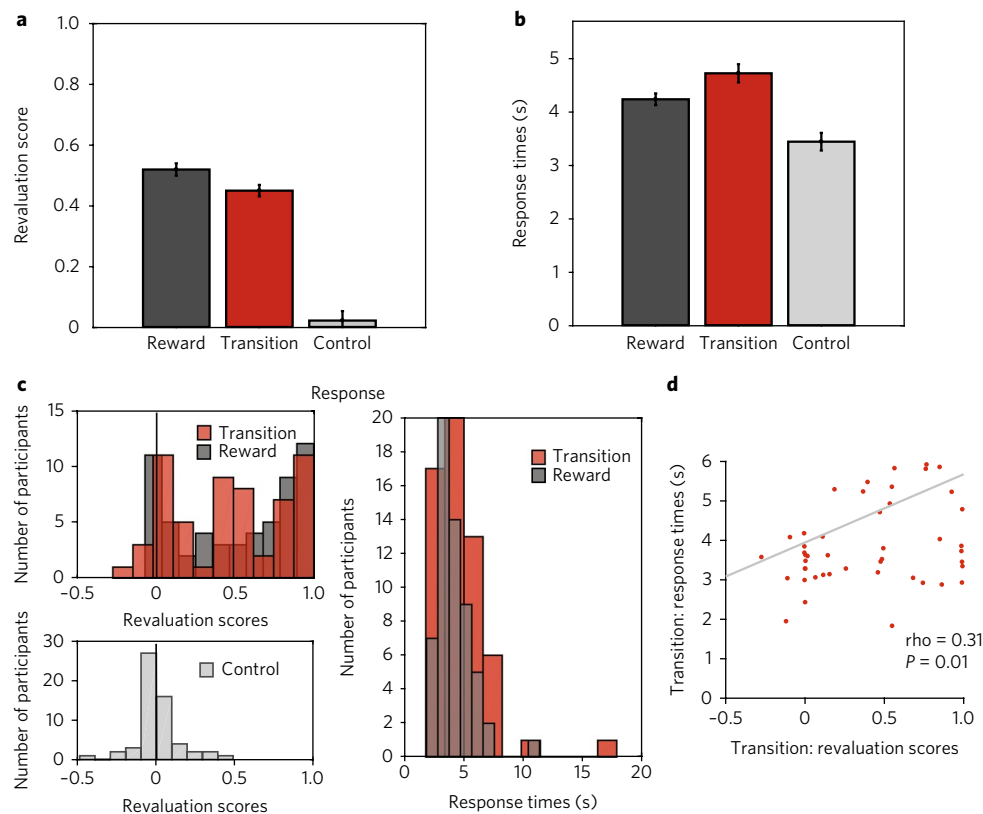 a
Revaluation score
1.0
0.8
0.6
0.4
0.2
0
Reward Transition Control
b
Response times (s)
5
4
3
2
1
0
Reward Transition Control
c
Number of participants
15
10
5
0
Transition
Reward
−0.5 0 0.5 1.0
Revaluation scores
Number of participants
30
20
10
0
Control
−0.5 0 0.5 1.0
Revaluation scores
Response
Number of participants
20
18
16
14
12
10
8
6
4
2
0
Transition
Reward
0 5 10 15 20
Response times (s)
d
Transition: response times (s)
6
5
4
3
2
1
0
rho = 0.31
P = 0.01
−0.5 0 0.5 1.0
Transition: revaluation scores